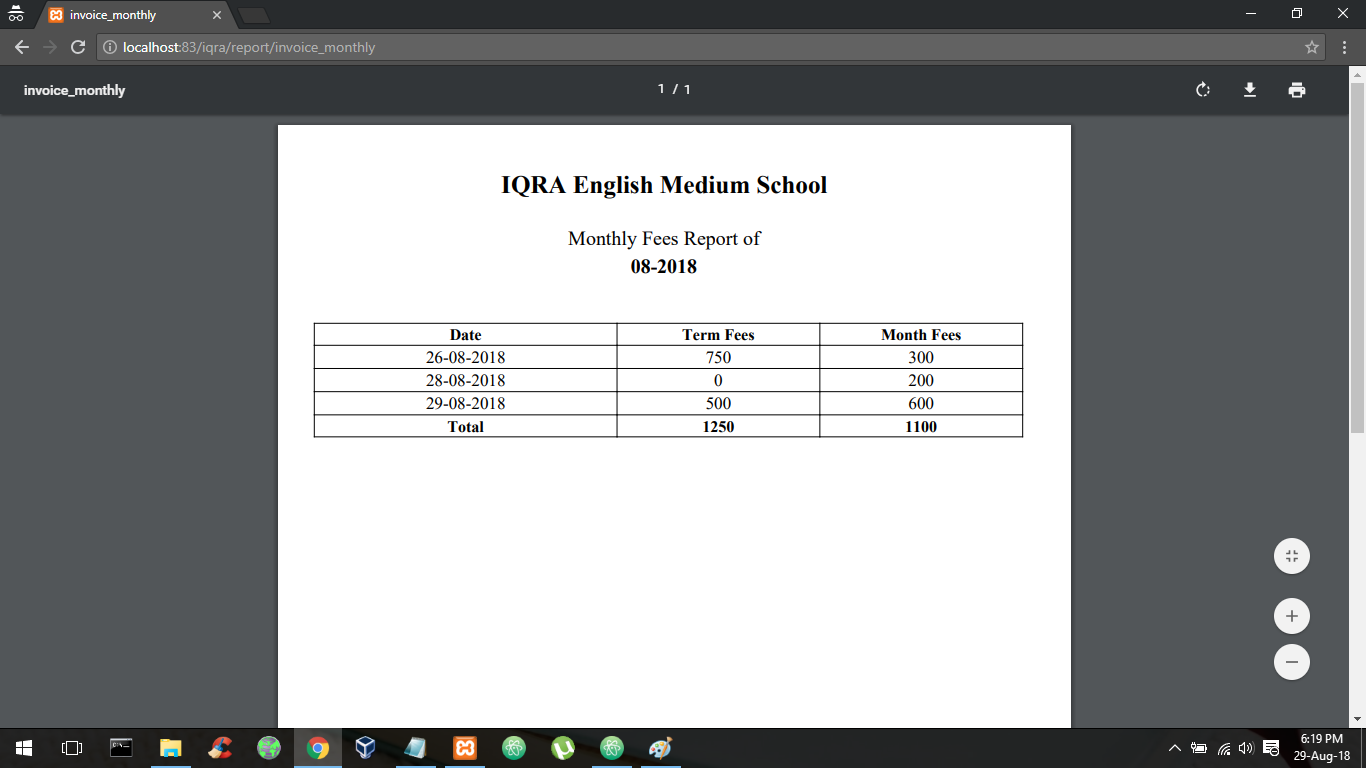 invoice_monthly
localhost:83/iqra/report/invoice_monthly
invoice_monthly 1 / 1
IQRA English Medium School
Monthly Fees Report of
08-2018
Date Term Fees Month Fees
26-08-2018 750 300
28-08-2018 0 200
29-08-2018 500 600
Total 1250 1100
6:19 PM
29-Aug-18